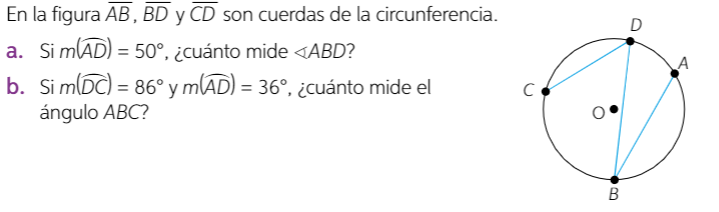 En la figura AB, BD y CD son cuerdas de la circunferencia.
a. Si m(AD) = 50°, ¿cuánto mide ∢ABD?
b. Si m(DC) = 86° y m(AD) = 36°, ¿cuánto mide el
ángulo ABC?
D
A
C
O
B